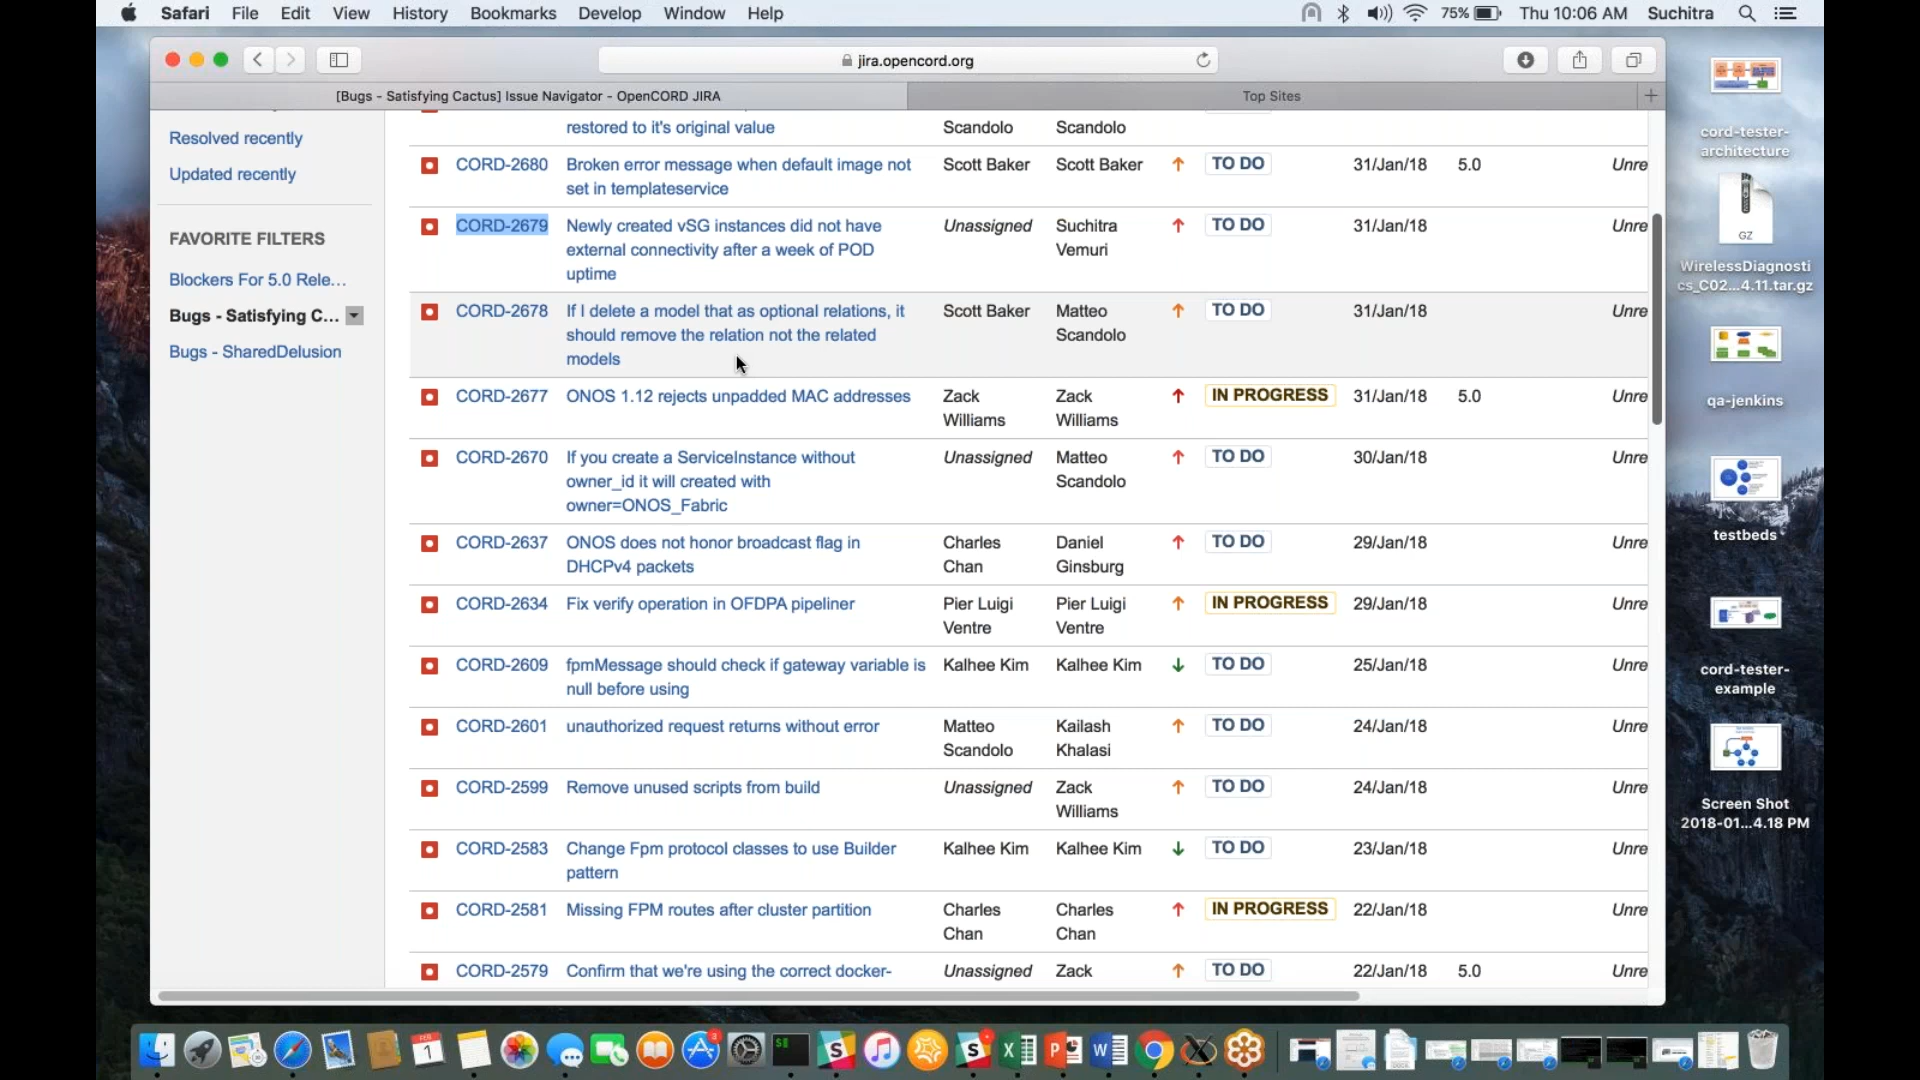 Safari File Edit View History Bookmarks Develop Window Help 75% Thu 10:06 AM Suchitra
jira.opencord.org
[Bugs - Satisfying Cactus] Issue Navigator - OpenCORD JIRA
Top Sites
Resolved recently
Updated recently
FAVORITE FILTERS
Blockers For 5.0 Rele...
Bugs - Satisfying C...
Bugs - SharedDelusion
restored to it's original value Scandolo Scandolo
CORD-2680 Broken error message when default image not Scott Baker Scott Baker TO DO 31/Jan/18 5.0 Unre
set in templateservice
CORD-2679 Newly created vSG instances did not have Unassigned Suchitra TO DO 31/Jan/18 Unre
external connectivity after a week of POD Vemuri
uptime
CORD-2678 If I delete a model that as optional relations, it Scott Baker Matteo TO DO 31/Jan/18 Unre
should remove the relation not the related Scandolo
models
CORD-2677 ONOS 1.12 rejects unpadded MAC addresses Zack Zack IN PROGRESS 31/Jan/18 5.0 Unre
Williams Williams
CORD-2670 If you create a ServiceInstance without Unassigned Matteo TO DO 30/Jan/18 Unre
owner_id it will created with Scandolo
owner=ONOS_Fabric
CORD-2637 ONOS does not honor broadcast flag in Charles Daniel TO DO 29/Jan/18 Unre
DHCPv4 packets Chan Ginsburg
CORD-2634 Fix verify operation in OFDPA pipeliner Pier Luigi Pier Luigi IN PROGRESS 29/Jan/18 Unre
Ventre Ventre
CORD-2609 fpmMessage should check if gateway variable is Kalhee Kim Kalhee Kim TO DO 25/Jan/18 Unre
null before using
CORD-2601 unauthorized request returns without error Matteo Kailash TO DO 24/Jan/18 Unre
Scandolo Khalasi
CORD-2599 Remove unused scripts from build Unassigned Zack TO DO 24/Jan/18 Unre
Williams
CORD-2583 Change Fpm protocol classes to use Builder Kalhee Kim Kalhee Kim TO DO 23/Jan/18 Unre
pattern
CORD-2581 Missing FPM routes after cluster partition Charles Charles IN PROGRESS 22/Jan/18 Unre
Chan Chan
CORD-2579 Confirm that we're using the correct docker- Unassigned Zack TO DO 22/Jan/18 5.0 Unre
cord-tester-
architecture
GZ
WirelessDiagnosti
cs_C02...4.11.tar.gz
qa-jenkins
testbeds
cord-tester-
example
Screen Shot
2018-01...4.18 PM